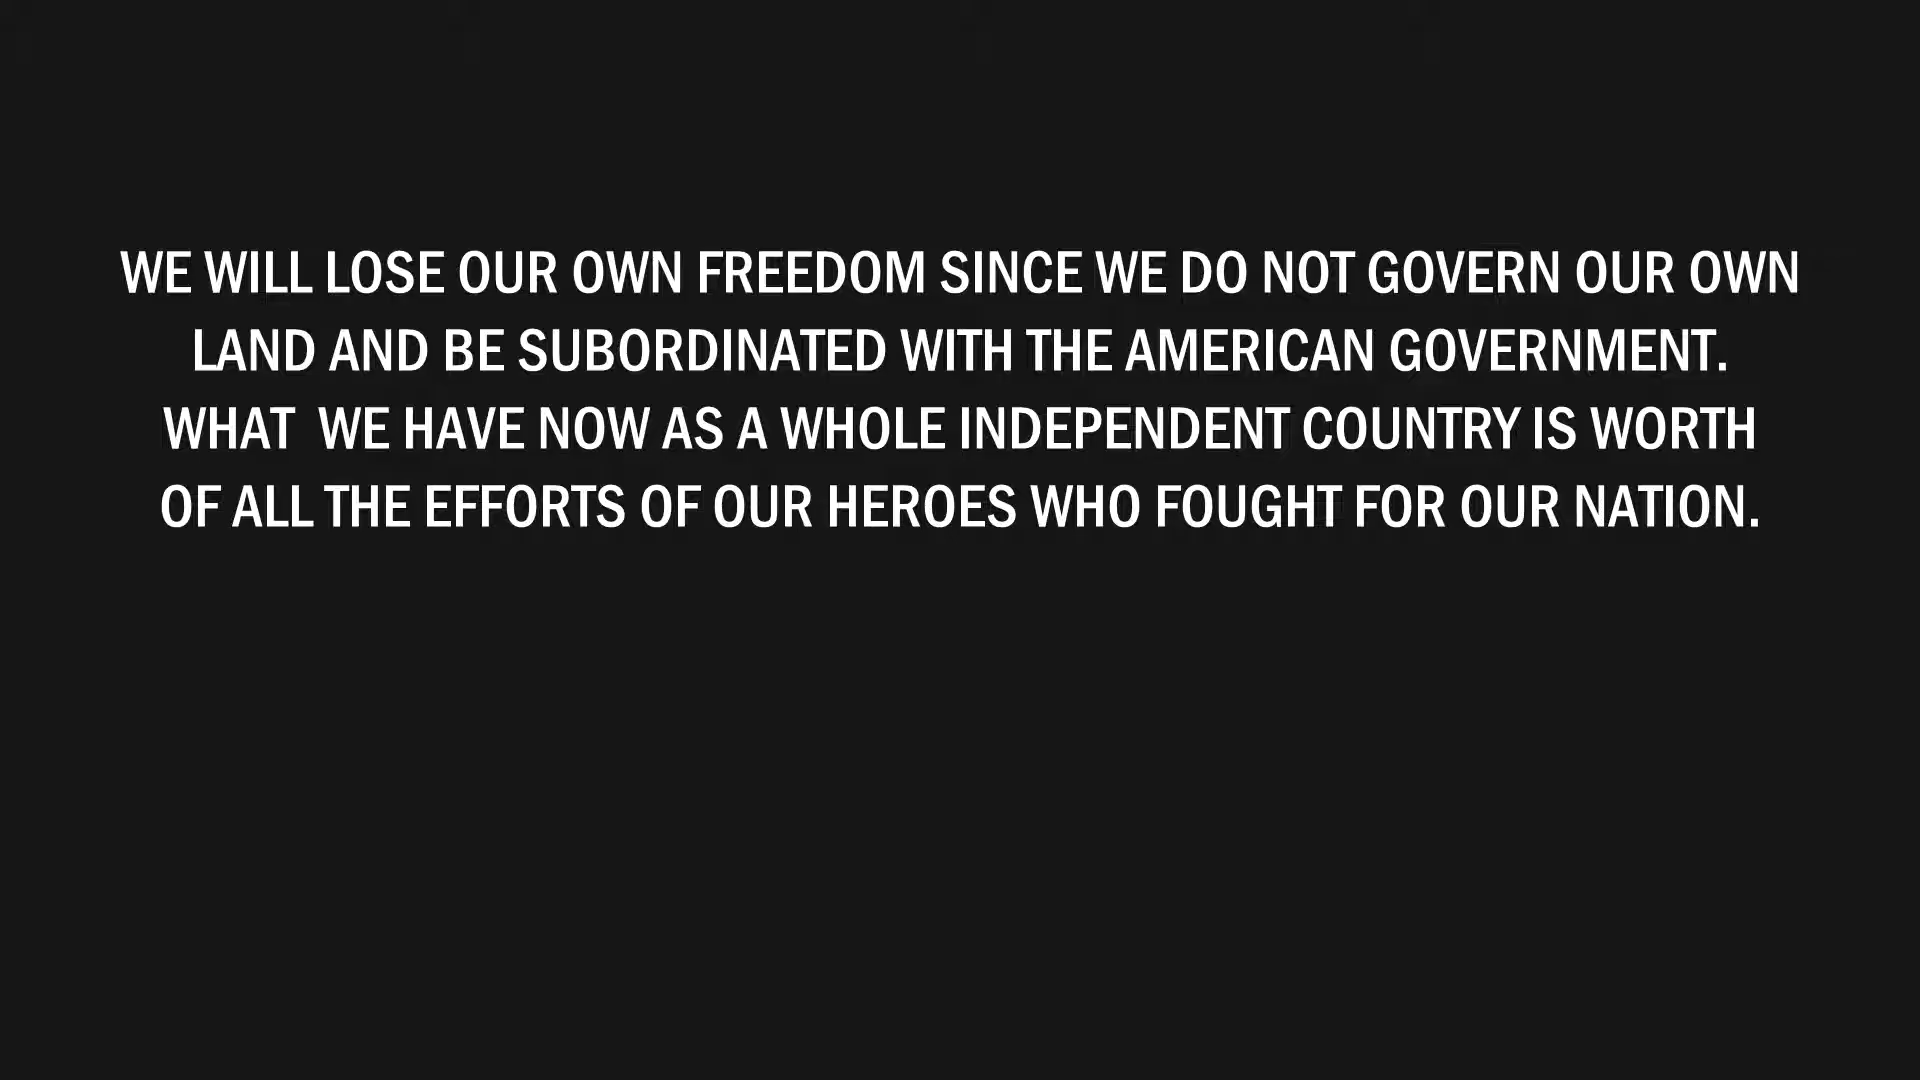 WE WILL LOSE OUR OWN FREEDOM SINCE WE DO NOT GOVERN OUR OWN
LAND AND BE SUBORDINATED WITH THE AMERICAN GOVERNMENT.
WHAT  WE HAVE NOW AS A WHOLE INDEPENDENT COUNTRY IS WORTH
OF ALL THE EFFORTS OF OUR HEROES WHO FOUGHT FOR OUR NATION.